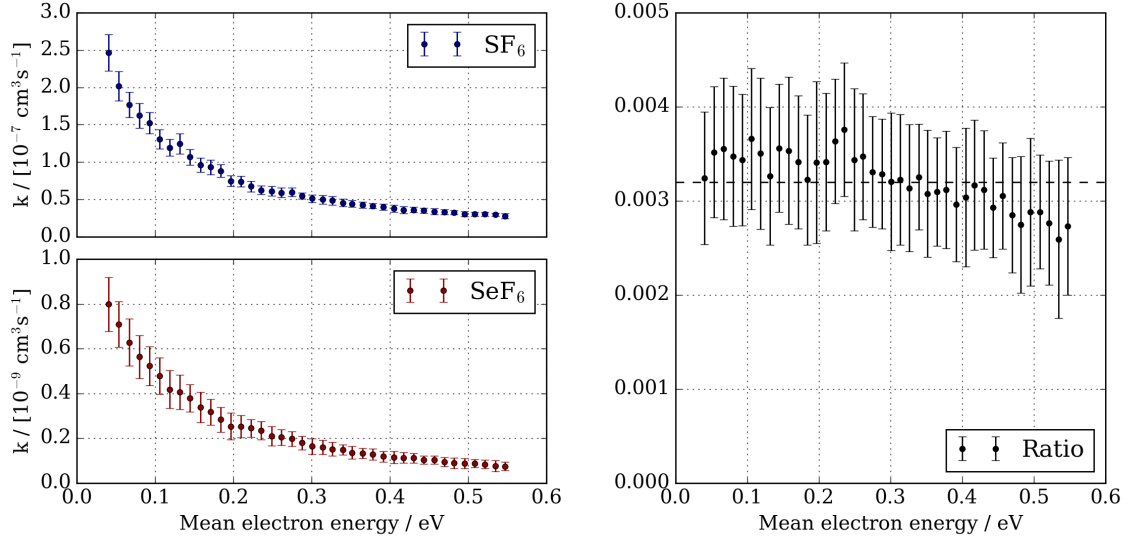 3.0
2.5
2.0
1.5
1.0
0.5
0.0
k / [10⁻⁷ cm³s⁻¹]
SF₆
1.0
0.8
0.6
0.4
0.2
0.0
k / [10⁻⁹ cm³s⁻¹]
SeF₆
0.0 0.1 0.2 0.3 0.4 0.5 0.6
Mean electron energy / eV
0.005
0.004
0.003
0.002
0.001
0.000
Ratio
0.0 0.1 0.2 0.3 0.4 0.5 0.6
Mean electron energy / eV